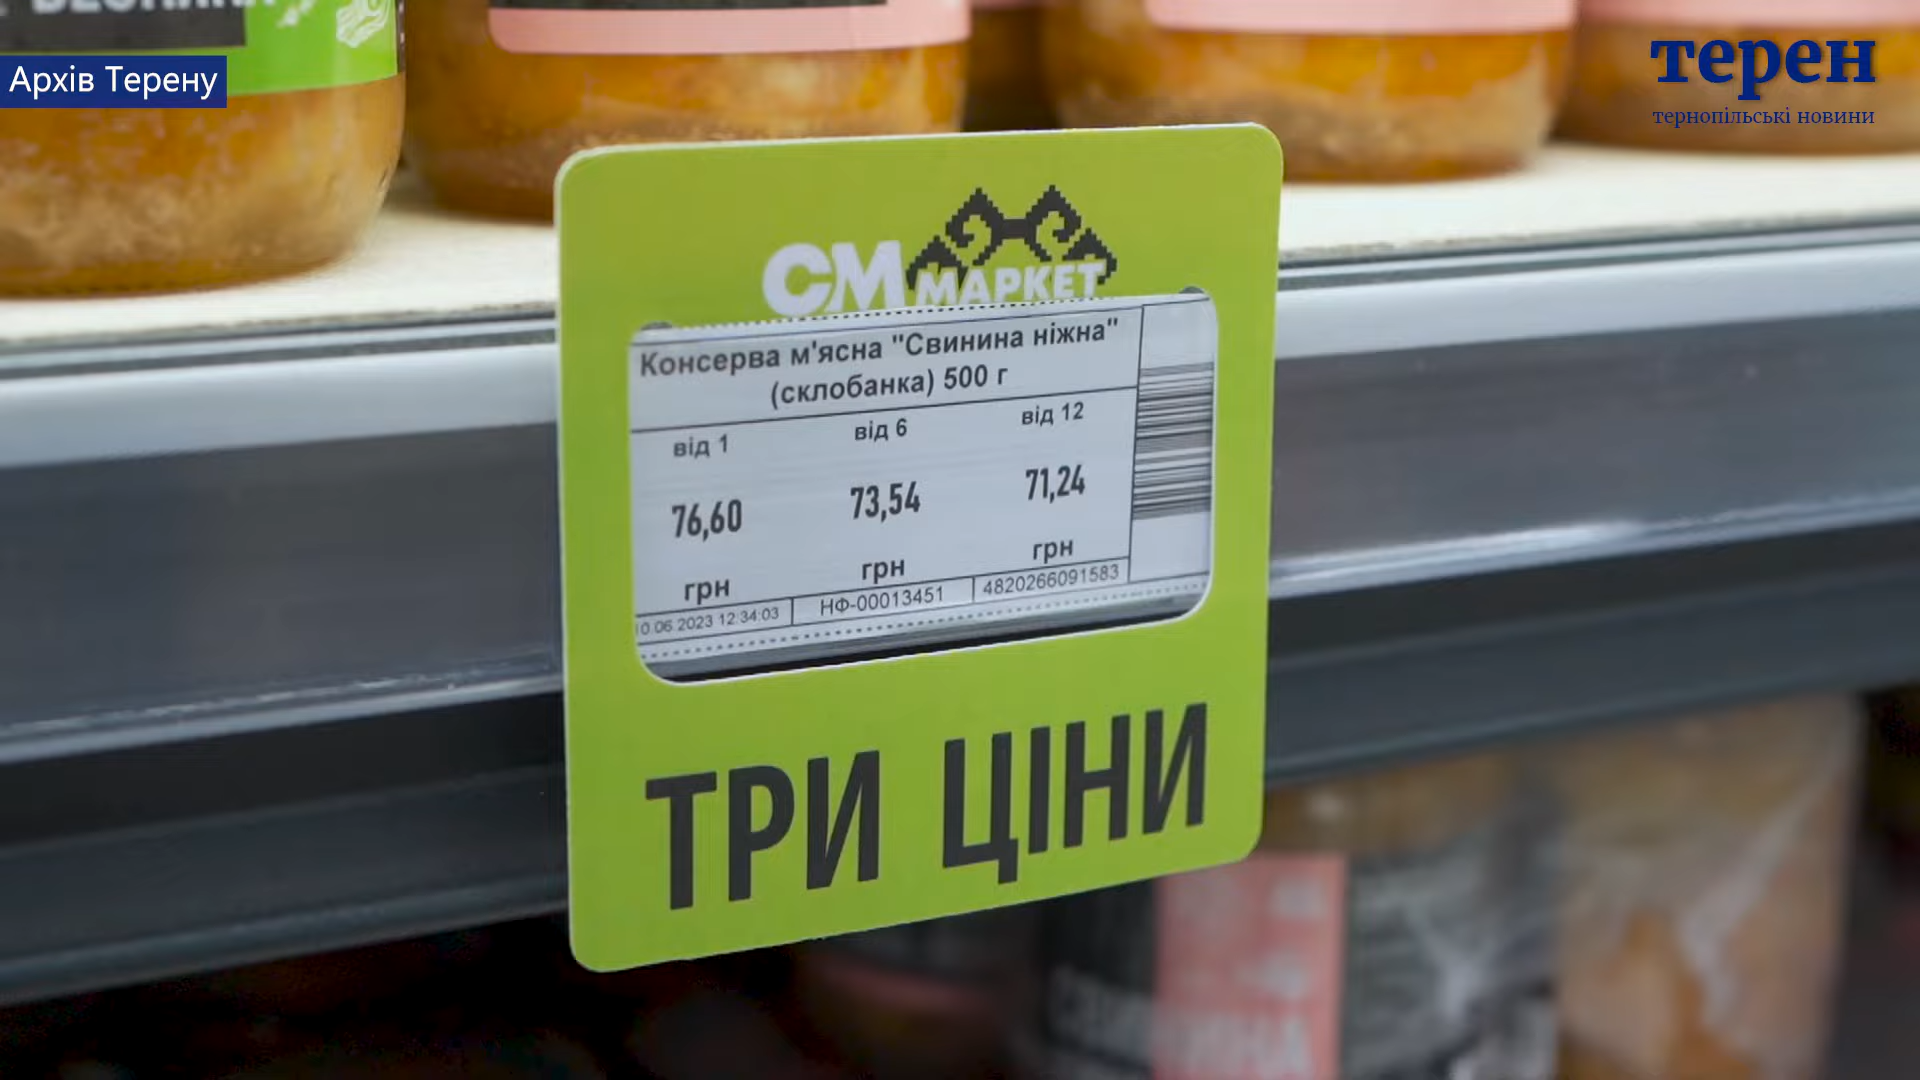 Архів Терену
терен
тернопільські новини
СМ МАРКЕТ
Консерва м'ясна "Свинина ніжна"
(склобанка) 500 г
від 1 від 6 від 12
76,60 73,54 71,24
грн грн грн
10.06.2023 12:34:03 НФ-00013451 4820266091583
ТРИ ЦІНИ
СВИНИНА